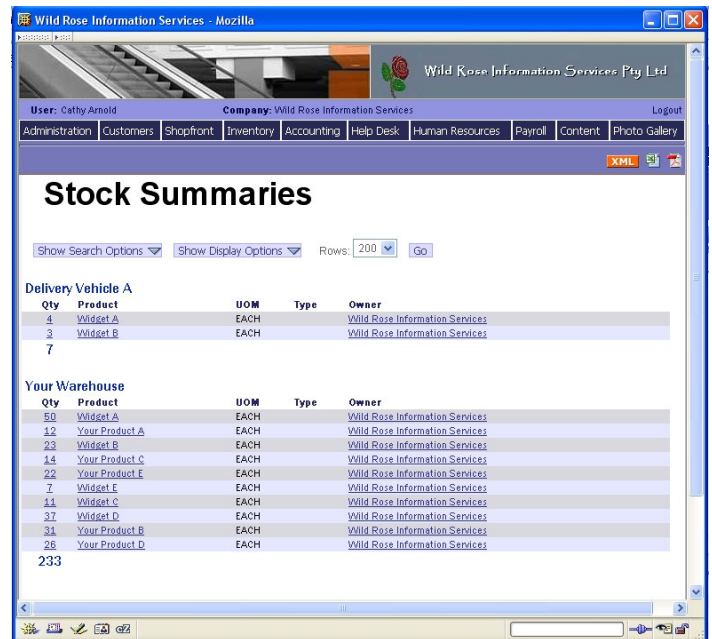 Wild Rose Information Services - Mozilla
Wild Rose Information Services Pty Ltd
User: Cathy Arnold Company: Wild Rose Information Services Logout
Administration Customers Shopfront Inventory Accounting Help Desk Human Resources Payroll Content Photo Gallery
XML
Stock Summaries
Show Search Options Show Display Options Rows: 200 Go
Delivery Vehicle A
Qty Product UOM Type Owner
4 Widget A EACH Wild Rose Information Services
3 Widget B EACH Wild Rose Information Services
7
Your Warehouse
Qty Product UOM Type Owner
50 Widget A EACH Wild Rose Information Services
12 Your Product A EACH Wild Rose Information Services
23 Widget B EACH Wild Rose Information Services
14 Your Product C EACH Wild Rose Information Services
22 Your Product E EACH Wild Rose Information Services
7 Widget E EACH Wild Rose Information Services
11 Widget C EACH Wild Rose Information Services
37 Widget D EACH Wild Rose Information Services
31 Your Product B EACH Wild Rose Information Services
26 Your Product D EACH Wild Rose Information Services
233